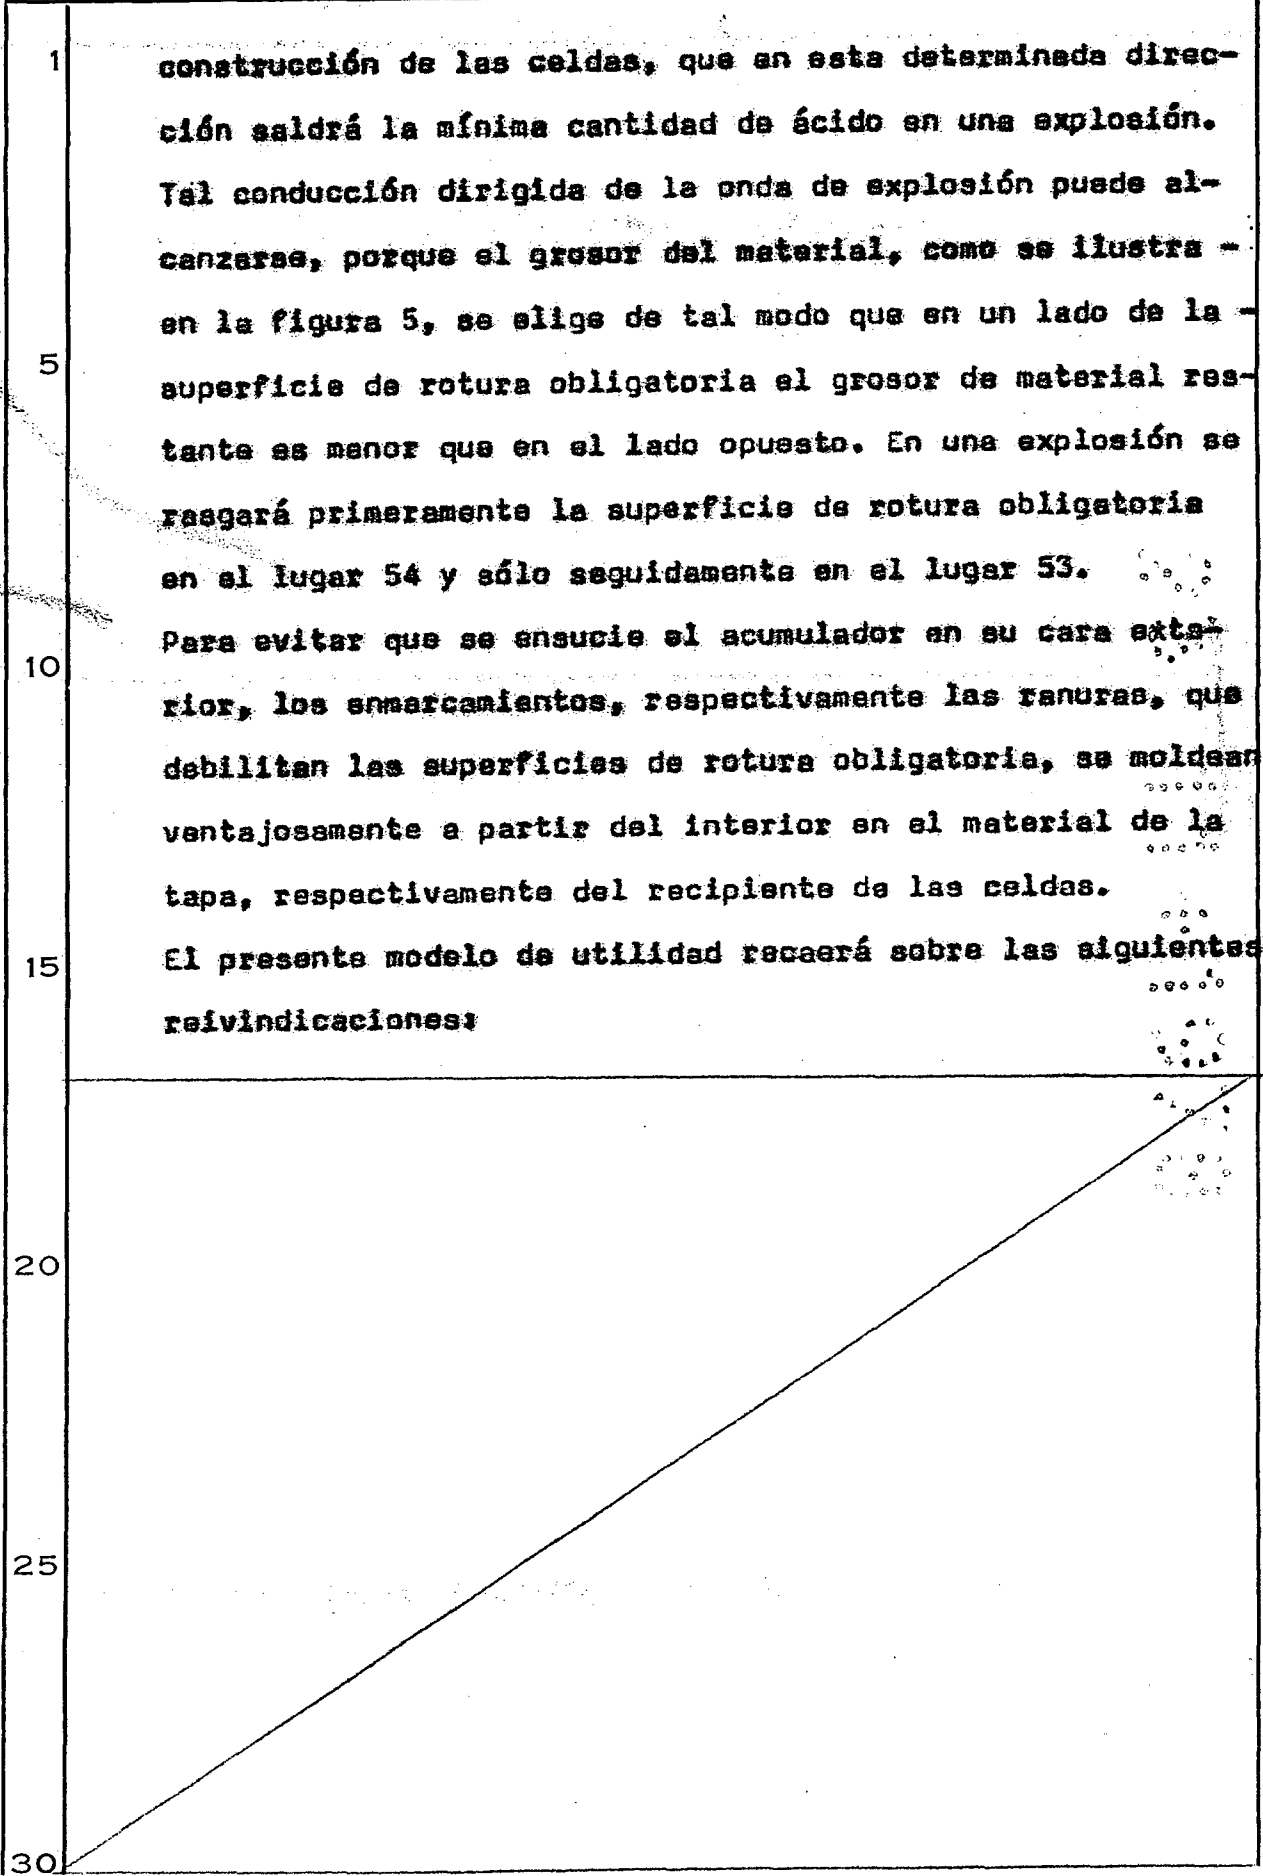 1 construcción de las celdas, que en esta determinada direc-
ción saldrá la mínima cantidad de ácido en una explosión.
Tal conducción dirigida de la onda de explosión puede al-
canzarse, porque el grosor del material, como se ilustra -
en la figura 5, se elige de tal modo que en un lado de la -
5 superficie de rotura obligatoria el grosor de material res-
tante es menor que en el lado opuesto. En una explosión se
rasgará primeramente la superficie de rotura obligatoria
en el lugar 54 y sólo seguidamente en el lugar 53.
Para evitar que se ensucie el acumulador en su cara exte-
10 rior, los enmarcamientos, respectivamente las ranuras, que
debilitan las superficies de rotura obligatoria, se moldean
ventajosamente a partir del interior en el material de la
tapa, respectivamente del recipiente de las celdas.
15 El presente modelo de utilidad recaerá sobre las siguientes
reivindicaciones:
20
25
30